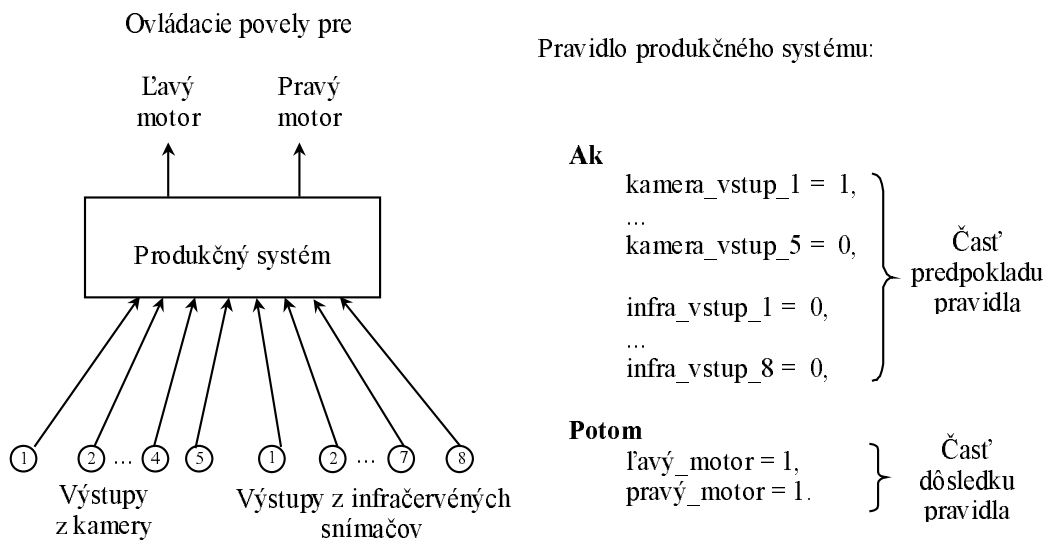 Ovládacie povely pre
Ľavý
motor
Pravý
motor
Produkčný systém
1 2 ... 4 5 1 2 ... 7 8
Výstupy
z kamery
Výstupy z infračervéných
snímačov
Pravidlo produkčného systému:
Ak
kamera_vstup_1 = 1,
...
kamera_vstup_5 = 0,
infra_vstup_1 = 0,
...
infra_vstup_8 = 0,
Časť
predpokladu
pravidla
Potom
ľavý_motor = 1,
pravý_motor = 1.
Časť
dôsledku
pravidla